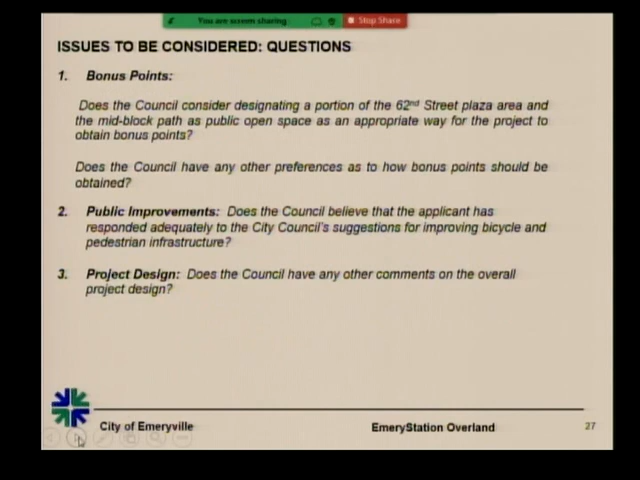 You are screen sharing
Stop Share
ISSUES TO BE CONSIDERED: QUESTIONS
1. Bonus Points:
Does the Council consider designating a portion of the 62nd Street plaza area and
the mid-block path as public open space as an appropriate way for the project to
obtain bonus points?
Does the Council have any other preferences as to how bonus points should be
obtained?
2. Public Improvements: Does the Council believe that the applicant has
responded adequately to the City Council's suggestions for improving bicycle and
pedestrian infrastructure?
3. Project Design: Does the Council have any other comments on the overall
project design?
City of Emeryville
EmeryStation Overland
27